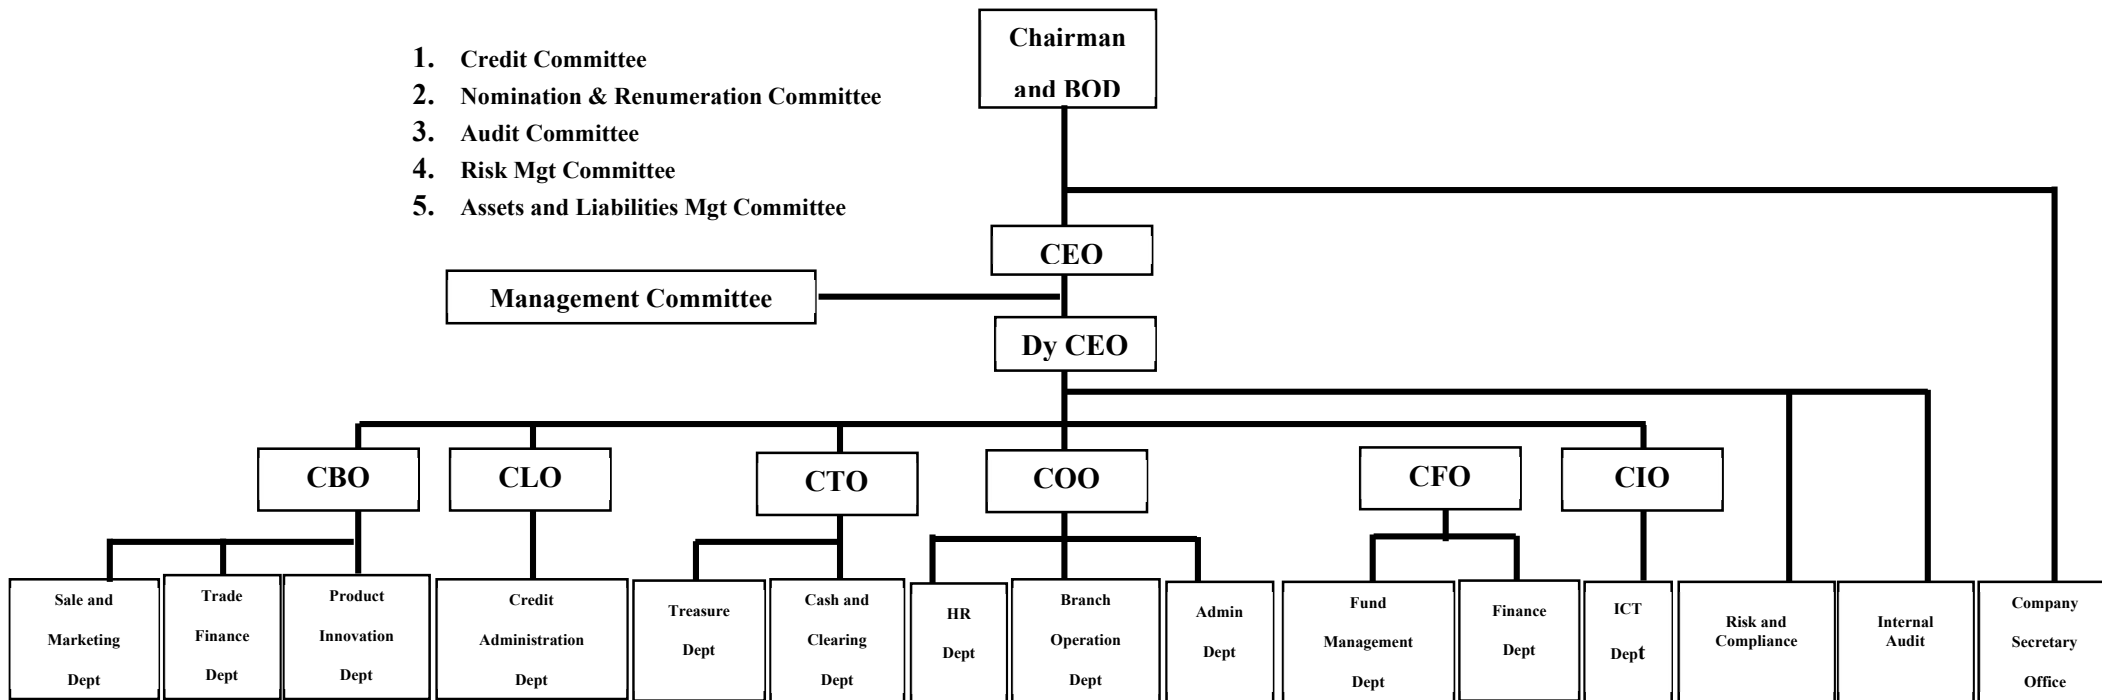 Chairman
and BOD
1. Credit Committee
2. Nomination & Renumeration Committee
3. Audit Committee
4. Risk Mgt Committee
5. Assets and Liabilities Mgt Committee
CEO
Management Committee
Dy CEO
CBO
CLO
CTO
COO
CFO
CIO
Sale and
Marketing
Dept
Trade
Finance
Dept
Product
Innovation
Dept
Credit
Administration
Dept
Treasure
Dept
Cash and
Clearing
Dept
HR
Dept
Branch
Operation
Dept
Admin
Dept
Fund
Management
Dept
Finance
Dept
ICT
Dept
Risk and
Compliance
Internal
Audit
Company
Secretary
Office